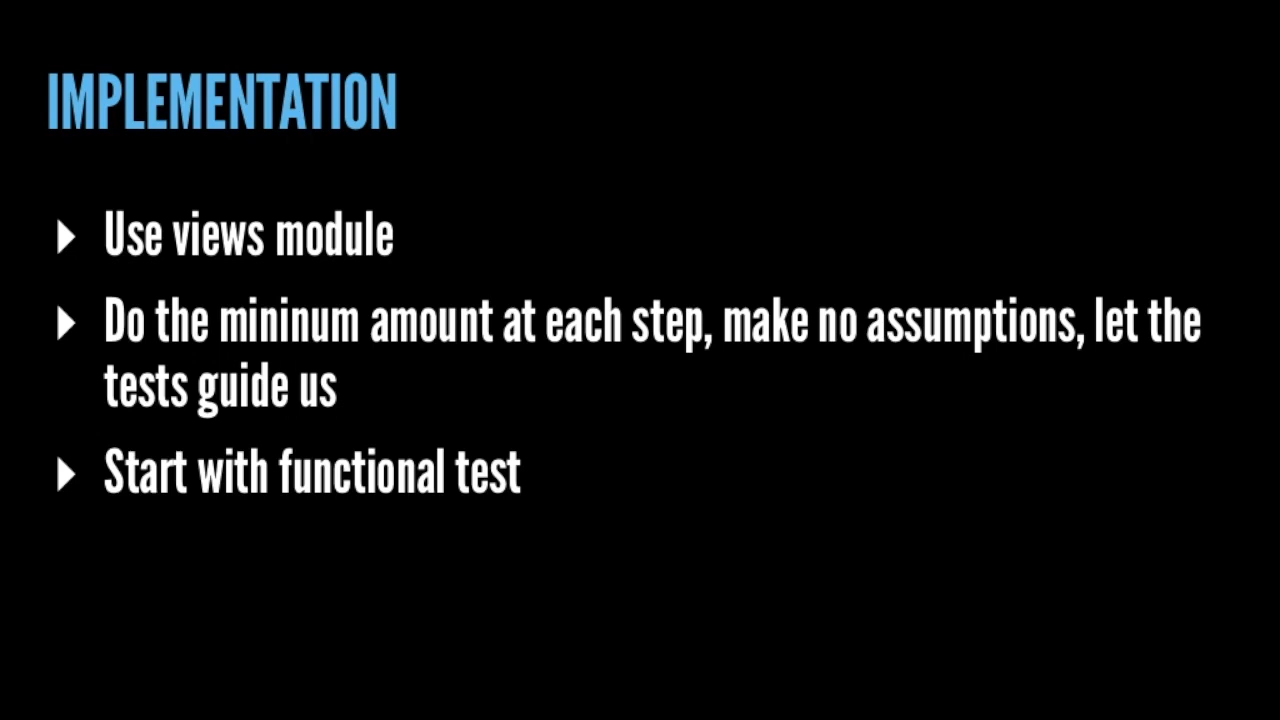 IMPLEMENTATION
Use views module
Do the mininum amount at each step, make no assumptions, let the
tests guide us
Start with functional test